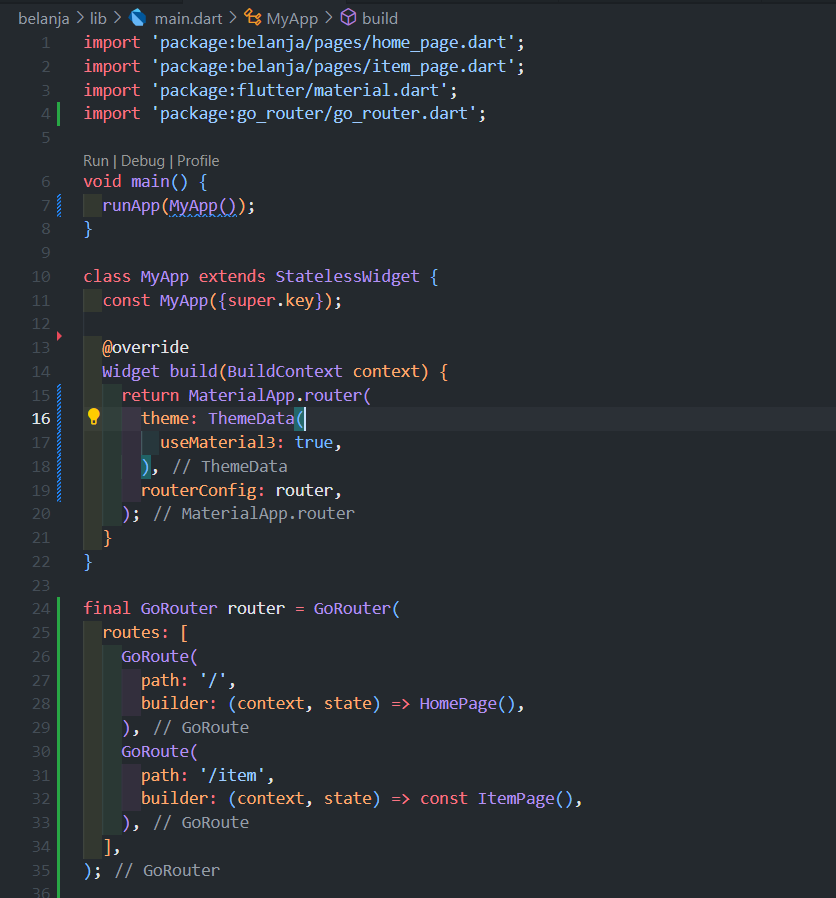 belanja > lib > main.dart > MyApp > build
1 import 'package:belanja/pages/home_page.dart';
2 import 'package:belanja/pages/item_page.dart';
3 import 'package:flutter/material.dart';
4 import 'package:go_router/go_router.dart';
5
Run | Debug | Profile
6 void main() {
7   runApp(MyApp());
8 }
9
10 class MyApp extends StatelessWidget {
11   const MyApp({super.key});
12
13   @override
14   Widget build(BuildContext context) {
15     return MaterialApp.router(
16       theme: ThemeData(
17         useMaterial3: true,
18       ), // ThemeData
19       routerConfig: router,
20     ); // MaterialApp.router
21   }
22 }
23
24 final GoRouter router = GoRouter(
25   routes: [
26     GoRoute(
27       path: '/',
28       builder: (context, state) => HomePage(),
29     ), // GoRoute
30     GoRoute(
31       path: '/item',
32       builder: (context, state) => const ItemPage(),
33     ), // GoRoute
34   ],
35 ); // GoRouter
36